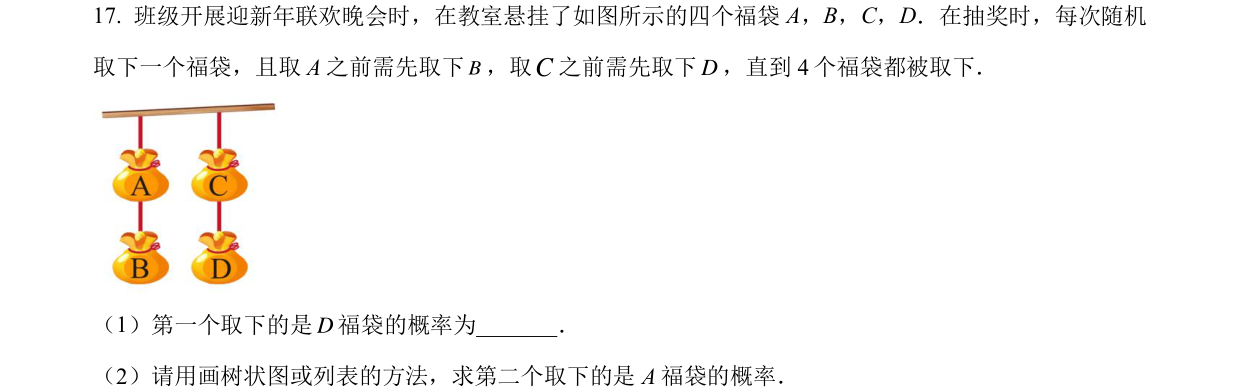 17. 班级开展迎新年联欢晚会时，在教室悬挂了如图所示的四个福袋 A，B，C，D．在抽奖时，每次随机
取下一个福袋，且取 A 之前需先取下 B，取 C 之前需先取下 D，直到 4 个福袋都被取下．
A C
B D
（1）第一个取下的是 D 福袋的概率为_______．
（2）请用画树状图或列表的方法，求第二个取下的是 A 福袋的概率．